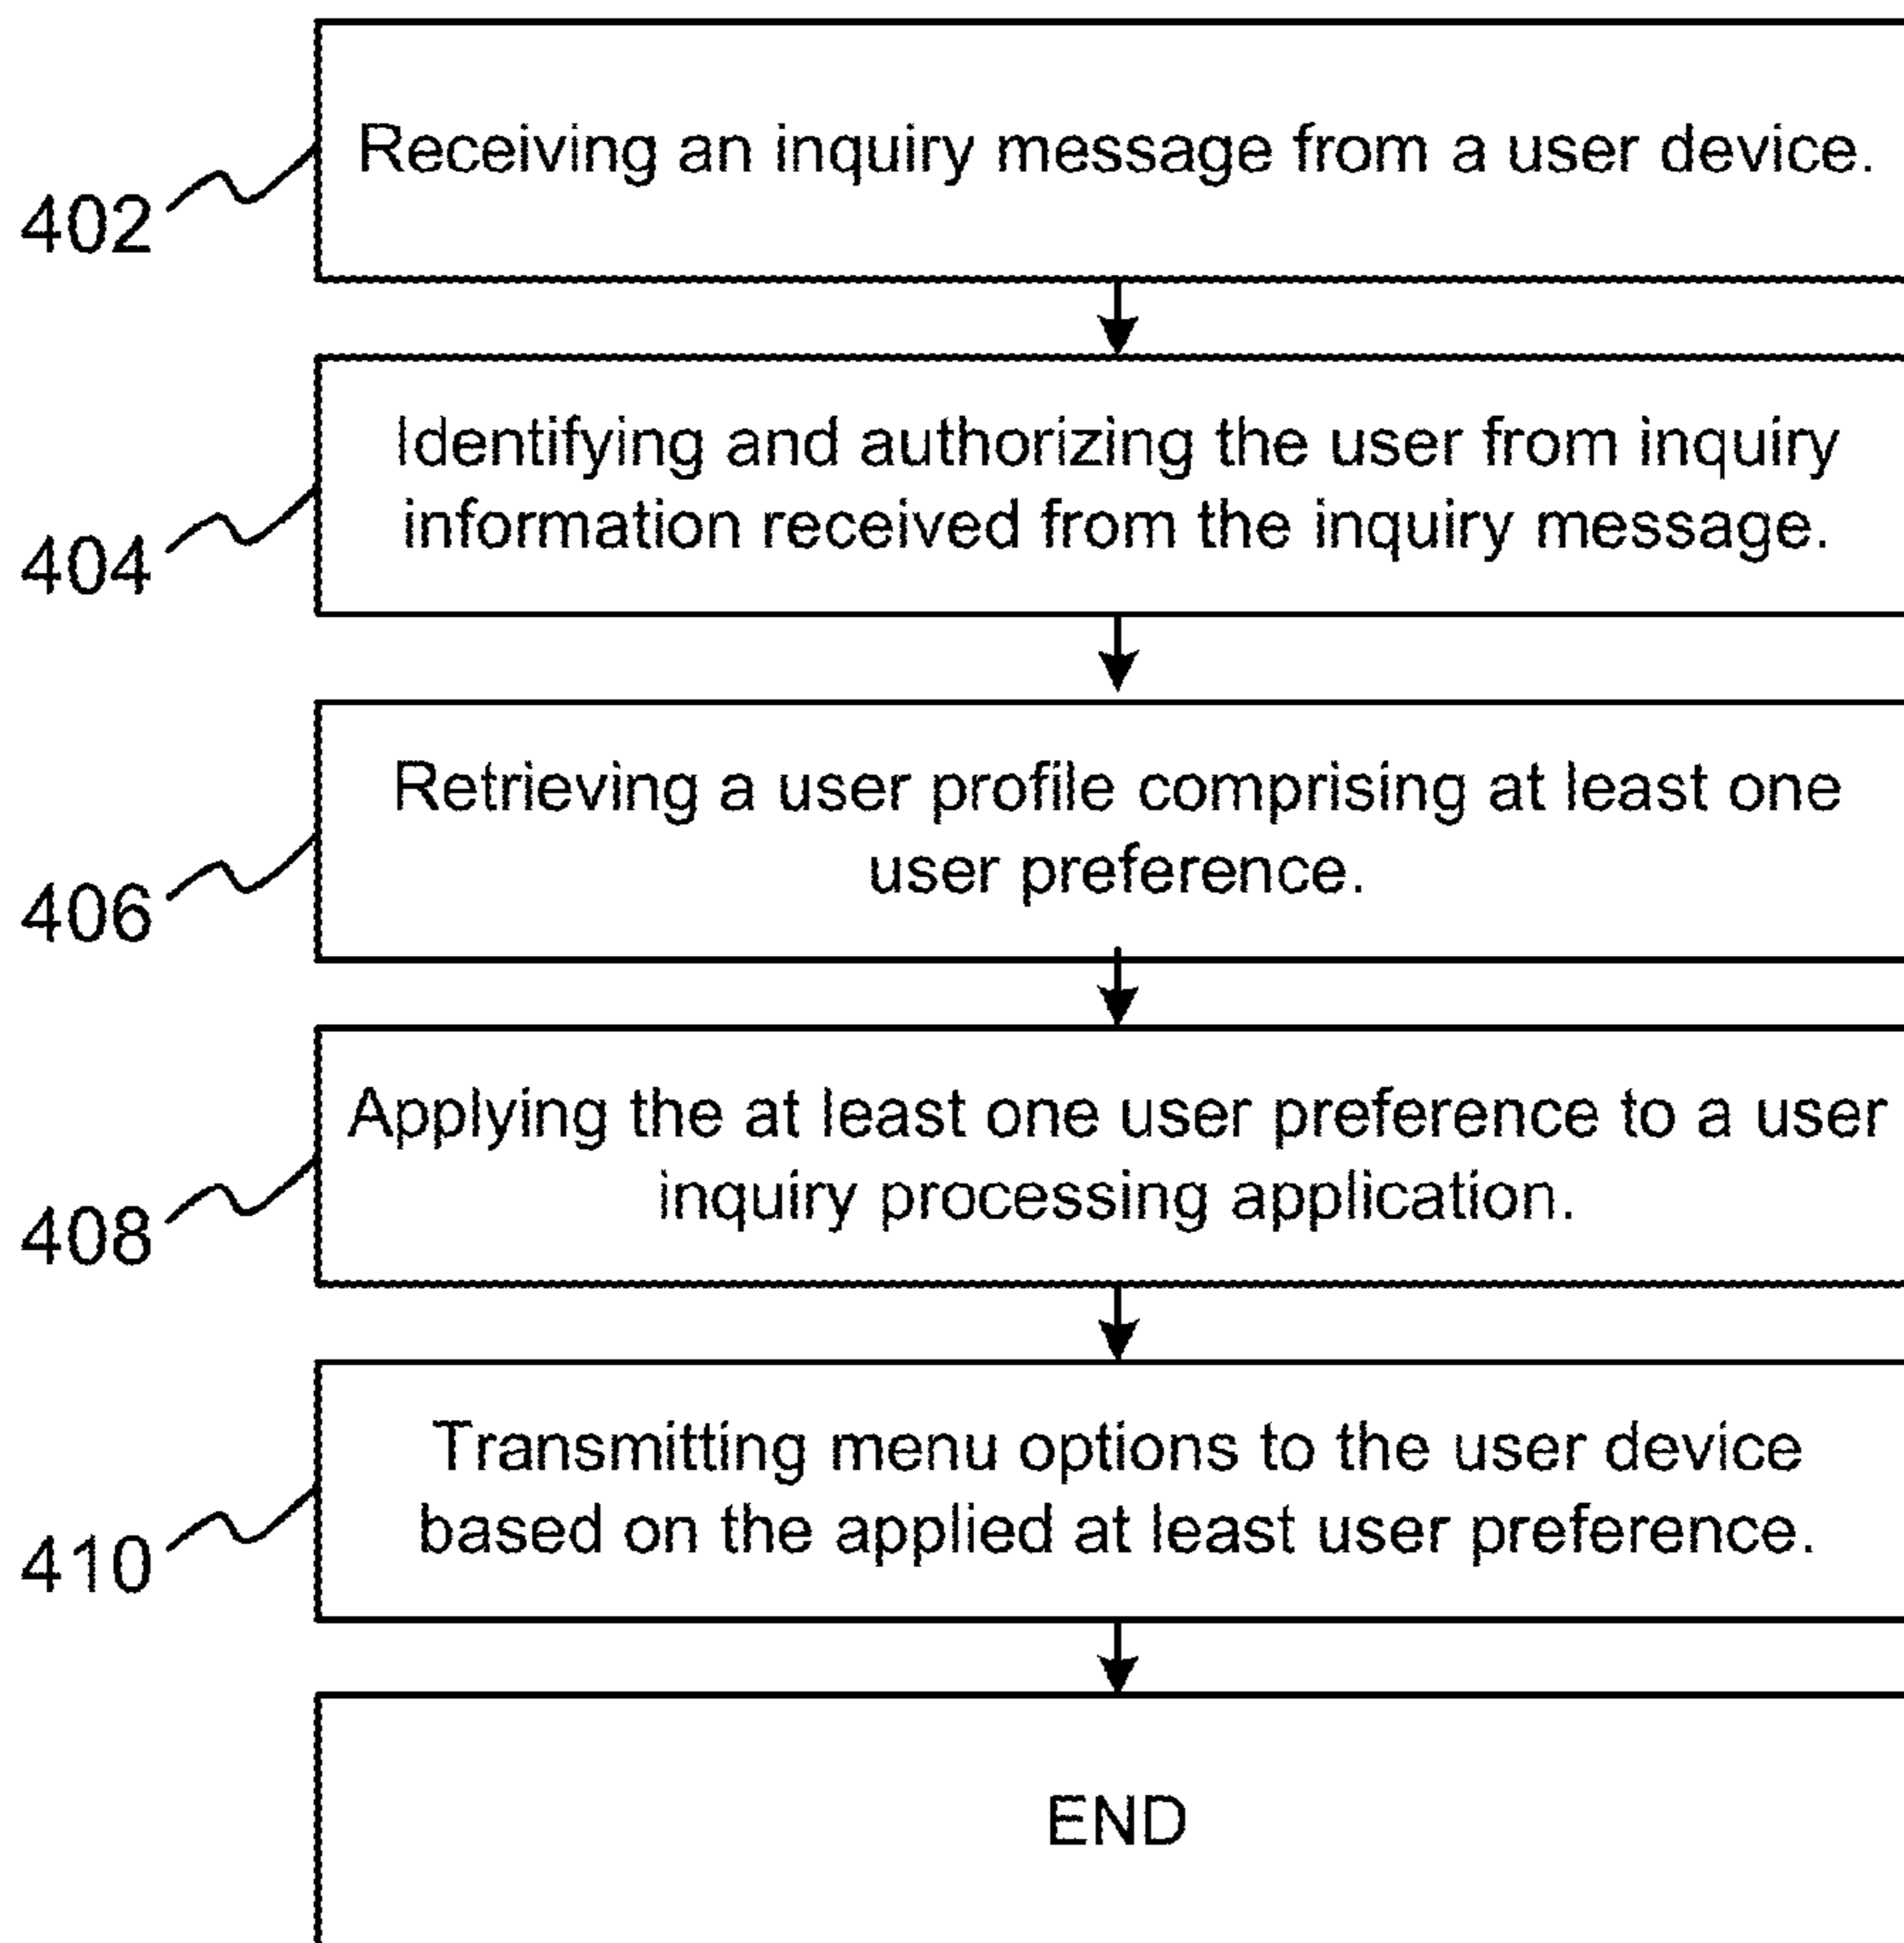 Receiving an inquiry message from a user device.
402
Identifying and authorizing the user from inquiry
information received from the inquiry message.
404
Retrieving a user profile comprising at least one
user preference.
406
Applying the at least one user preference to a user
inquiry processing application.
408
Transmitting menu options to the user device
based on the applied at least user preference.
410
END